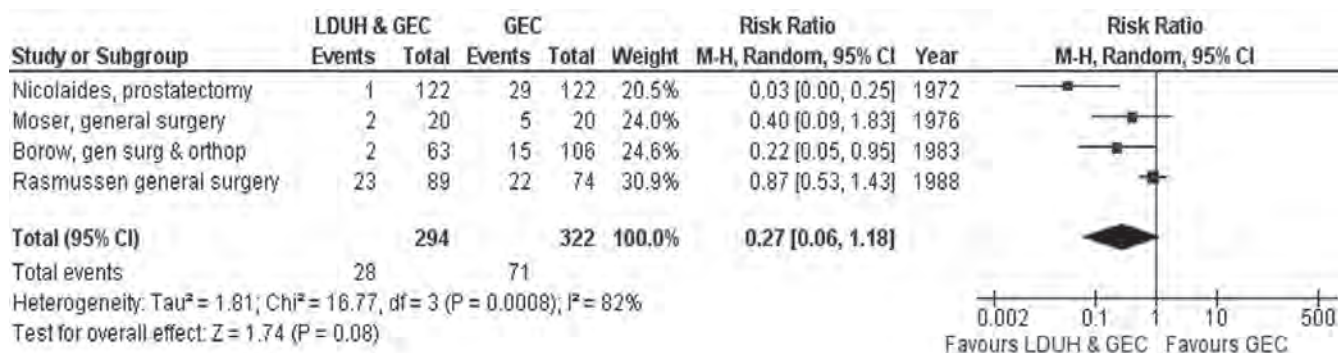 LDUH & GEC GEC Risk Ratio Risk Ratio
Study or Subgroup Events Total Events Total Weight M-H, Random, 95% CI Year M-H, Random, 95% CI
Nicolaides, prostatectomy 1 122 29 122 20.5% 0.03 [0.00, 0.25] 1972
Moser, general surgery 2 20 5 20 24.0% 0.40 [0.09, 1.83] 1976
Borow, gen surg & orthop 2 63 15 106 24.6% 0.22 [0.05, 0.95] 1983
Rasmussen general surgery 23 89 22 74 30.9% 0.87 [0.53, 1.43] 1988
Total (95% CI) 294 322 100.0% 0.27 [0.06, 1.18]
Total events 28 71
Heterogeneity: Tau² = 1.81; Chi² = 16.77, df = 3 (P = 0.0008); I² = 82%
Test for overall effect: Z = 1.74 (P = 0.08)
0.002 0.1 1 10 500
Favours LDUH & GEC Favours GEC